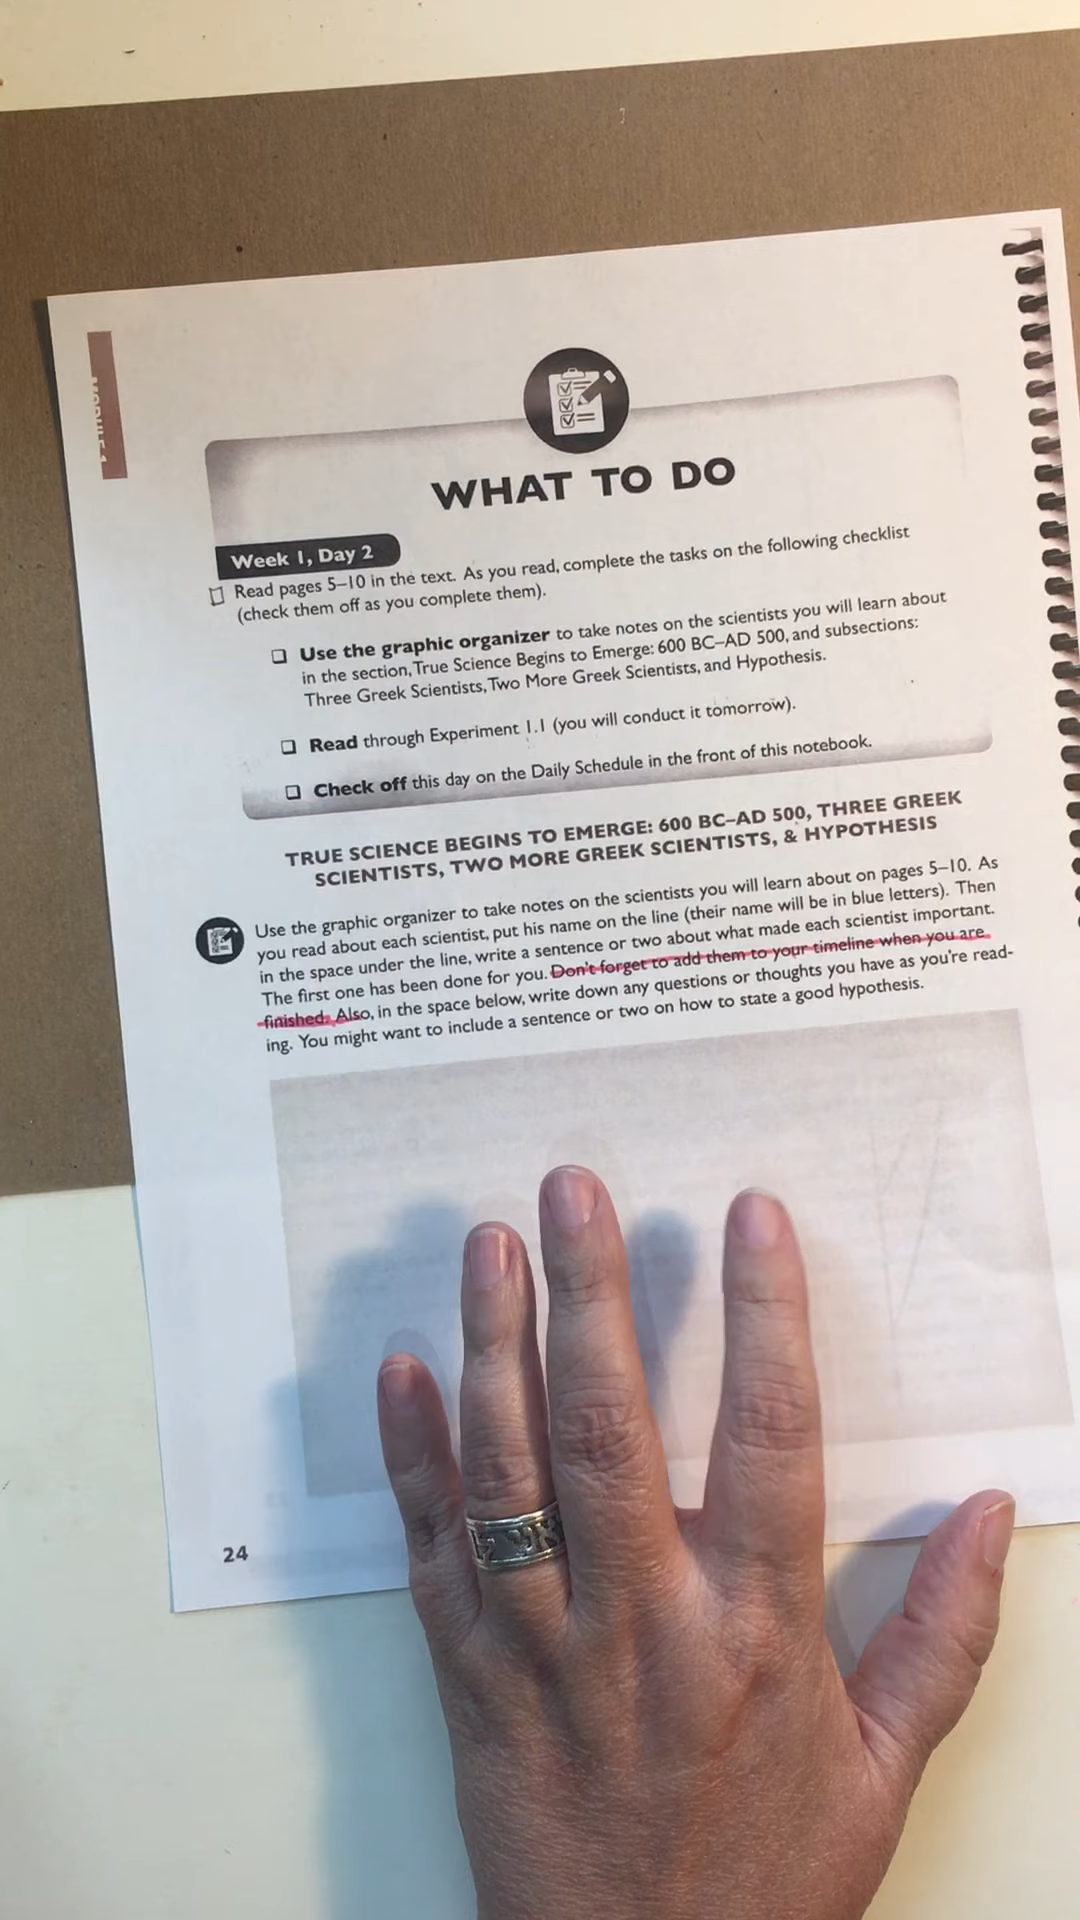 MODULE 1
WHAT TO DO
Week 1, Day 2
Read pages 5–10 in the text. As you read, complete the tasks on the following checklist
(check them off as you complete them).
Use the graphic organizer to take notes on the scientists you will learn about
in the section, True Science Begins to Emerge: 600 BC–AD 500, and subsections:
Three Greek Scientists, Two More Greek Scientists, and Hypothesis.
Read through Experiment 1.1 (you will conduct it tomorrow).
Check off this day on the Daily Schedule in the front of this notebook.
TRUE SCIENCE BEGINS TO EMERGE: 600 BC–AD 500, THREE GREEK
SCIENTISTS, TWO MORE GREEK SCIENTISTS, & HYPOTHESIS
Use the graphic organizer to take notes on the scientists you will learn about on pages 5–10. As
you read about each scientist, put his name on the line (their name will be in blue letters). Then
in the space under the line, write a sentence or two about what made each scientist important.
The first one has been done for you. Don't forget to add them to your timeline when you are
finished. Also, in the space below, write down any questions or thoughts you have as you're read-
ing. You might want to include a sentence or two on how to state a good hypothesis.
24